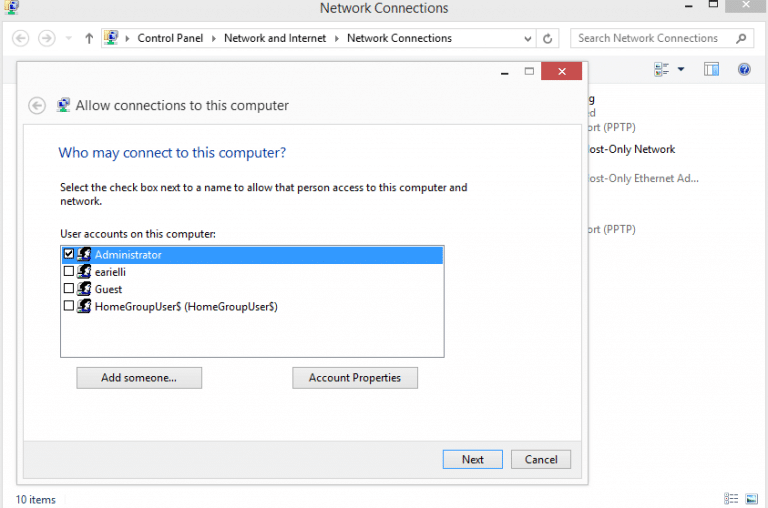 Network Connections
Control Panel Network and Internet Network Connections
Search Network Connections
Allow connections to this computer
Who may connect to this computer?
Select the check box next to a name to allow that person access to this computer and
network.
User accounts on this computer:
Administrator
earielli
Guest
HomeGroupUser$ (HomeGroupUser$)
Add someone...
Account Properties
Next
Cancel
g
d
ort (PPTP)
ost-Only Network
ost-Only Ethernet Ad...
ort (PPTP)
10 items